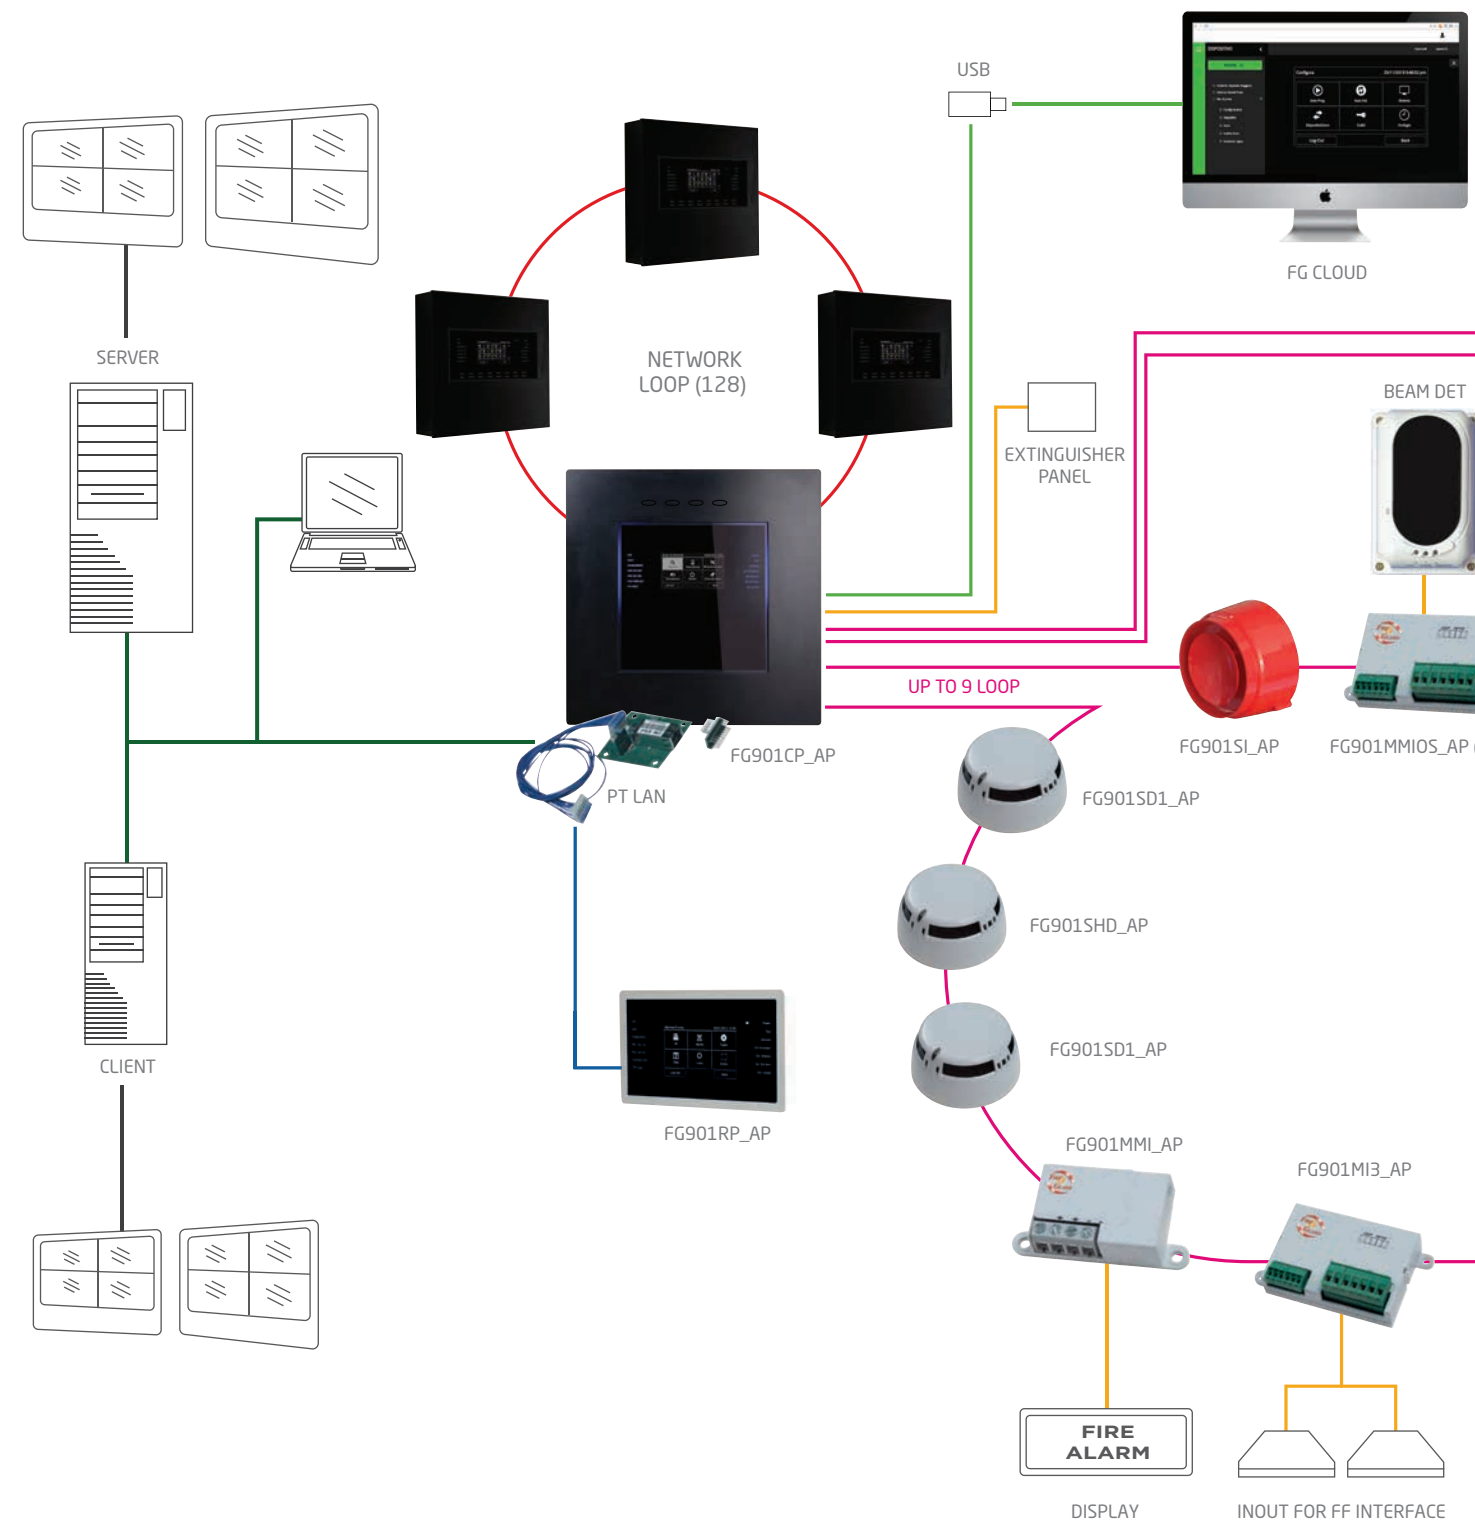 USB
FG CLOUD
SERVER
NETWORK
LOOP (128)
BEAM DET
EXTINGUISHER
PANEL
UP TO 9 LOOP
FG901SI_AP
FG901MMIOS_AP
FG901CP_AP
PT LAN
FG901SD1_AP
FG901SHD_AP
FG901SD1_AP
CLIENT
FG901RP_AP
FG901MMI_AP
FG901MI3_AP
FIRE
ALARM
DISPLAY
INOUT FOR FF INTERFACE